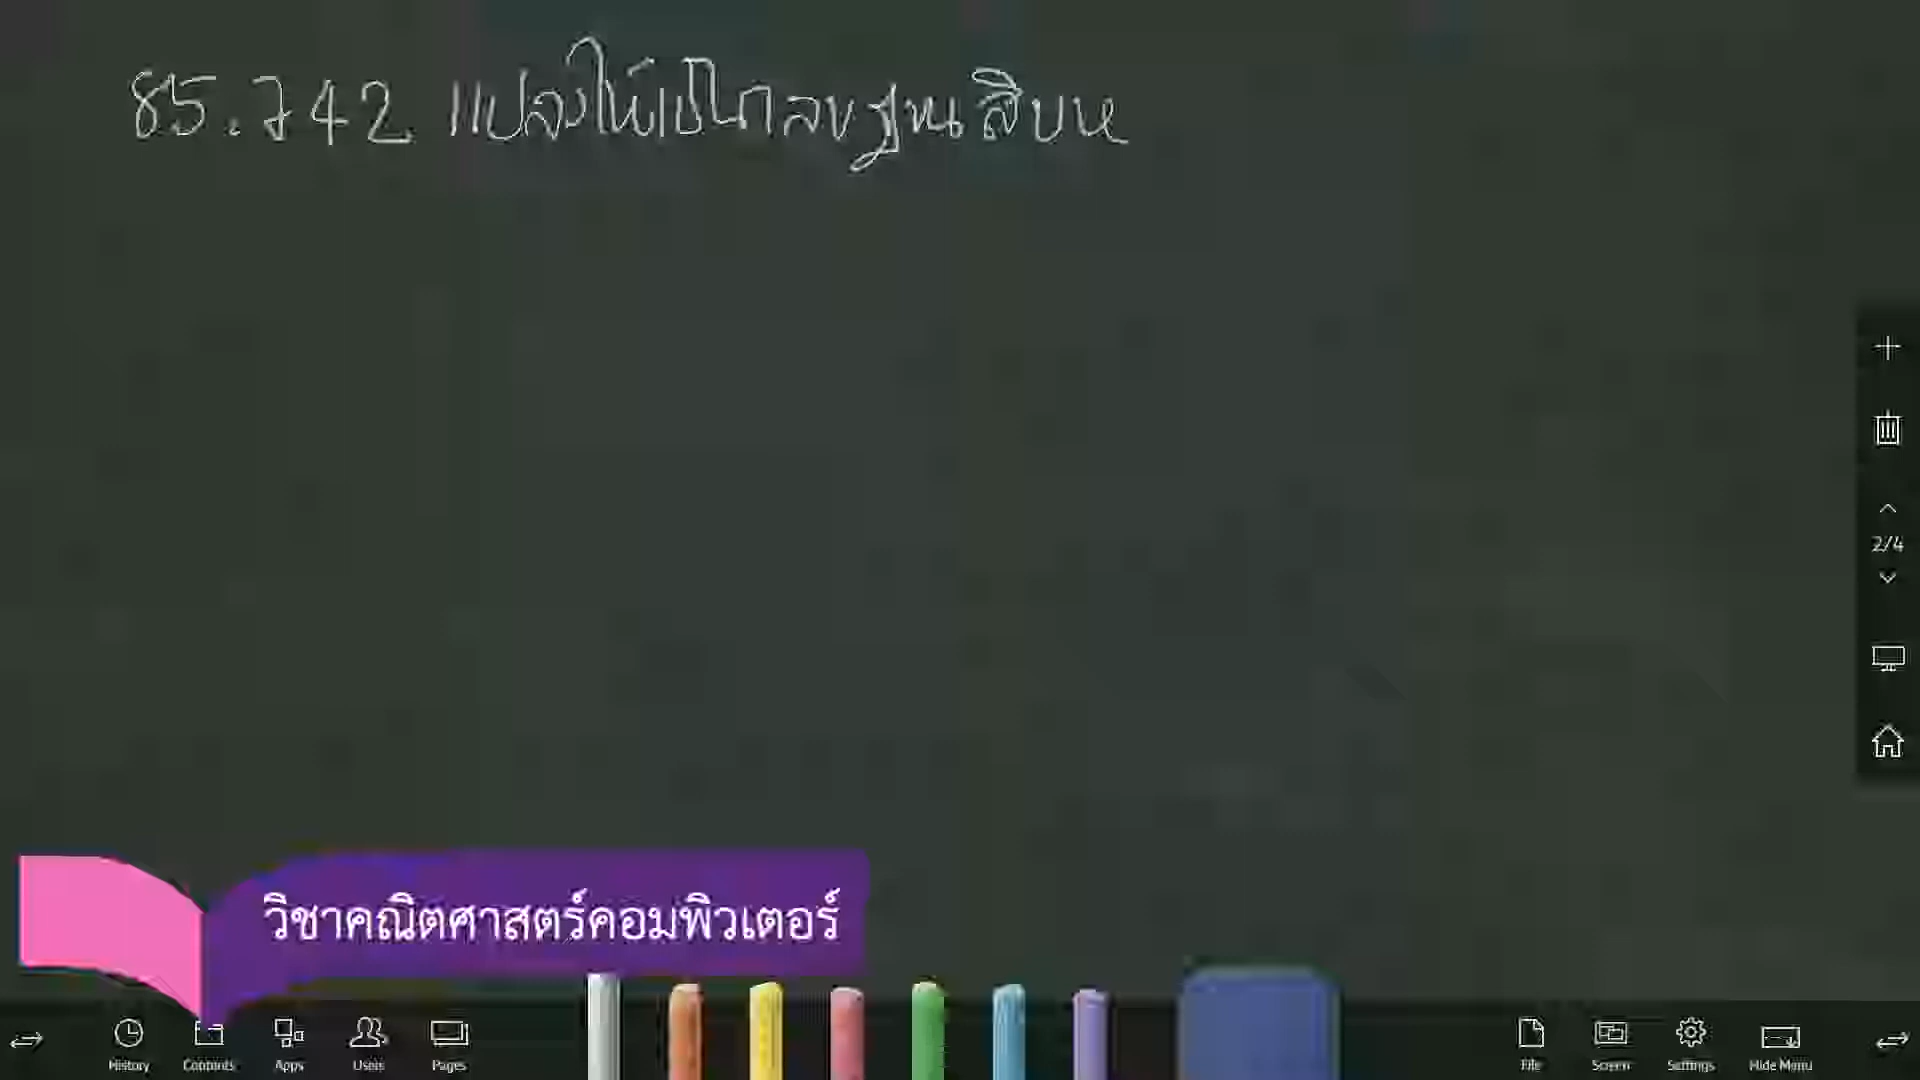 85.742 แปลงให้เป็นเลขฐานสิบห
2/4
วิชาคณิตศาสตร์คอมพิวเตอร์
History Contents Apps Users Pages File Screen Settings Hide Menu